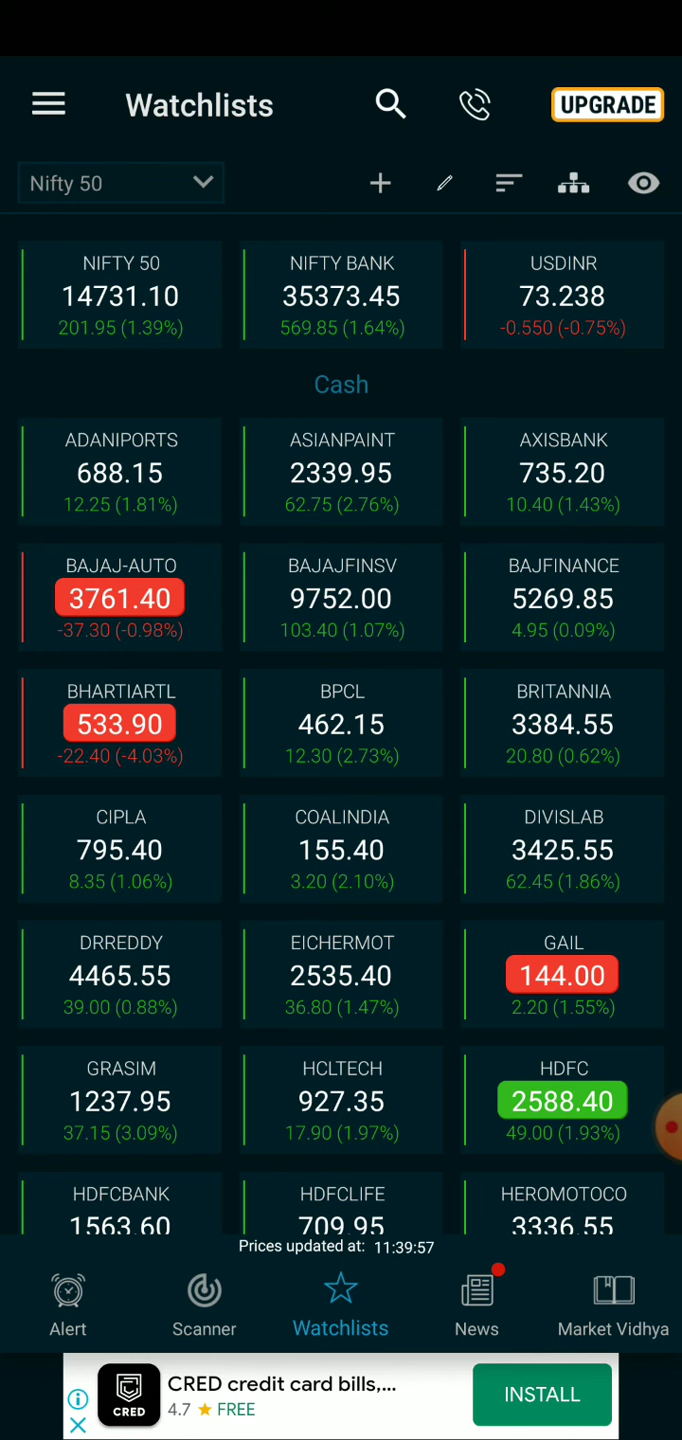 Watchlists
UPGRADE
Nifty 50
NIFTY 50 NIFTY BANK USDINR
14731.10 35373.45 73.238
201.95 (1.39%) 569.85 (1.64%) -0.550 (-0.75%)
Cash
ADANIPORTS ASIANPAINT AXISBANK
688.15 2339.95 735.20
12.25 (1.81%) 62.75 (2.76%) 10.40 (1.43%)
BAJAJ-AUTO BAJAJFINSV BAJFINANCE
3761.40 9752.00 5269.85
-37.30 (-0.98%) 103.40 (1.07%) 4.95 (0.09%)
BHARTIARTL BPCL BRITANNIA
533.90 462.15 3384.55
-22.40 (-4.03%) 12.30 (2.73%) 20.80 (0.62%)
CIPLA COALINDIA DIVISLAB
795.40 155.40 3425.55
8.35 (1.06%) 3.20 (2.10%) 62.45 (1.86%)
DRREDDY EICHERMOT GAIL
4465.55 2535.40 144.00
39.00 (0.88%) 36.80 (1.47%) 2.20 (1.55%)
GRASIM HCLTECH HDFC
1237.95 927.35 2588.40
37.15 (3.09%) 17.90 (1.97%) 49.00 (1.93%)
HDFCBANK HDFCLIFE HEROMOTOCO
1563.60 709.95 3336.55
Prices updated at: 11:39:57
Alert Scanner Watchlists News Market Vidhya
CRED credit card bills,...
4.7 ★ FREE
CRED
INSTALL